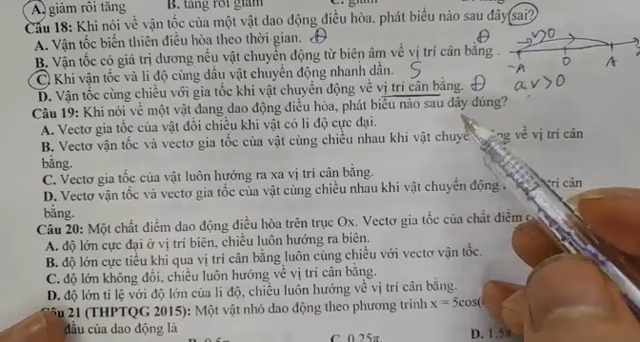 A. giảm rồi tăng B. tăng rồi giảm
Câu 18: Khi nói về vận tốc của một vật dao động điều hòa, phát biểu nào sau đây sai?
A. Vận tốc biến thiên điều hòa theo thời gian. Đ
B. Vận tốc có giá trị dương nếu vật chuyển động từ biên âm về vị trí cân bằng. Đ
C. Khi vận tốc và li độ cùng dấu vật chuyển động nhanh dần. S
D. Vận tốc cùng chiều với gia tốc khi vật chuyển động về vị trí cân bằng. Đ
v>0
-A O A
a.v>0
Câu 19: Khi nói về một vật đang dao động điều hòa, phát biểu nào sau đây đúng?
A. Vectơ gia tốc của vật đổi chiều khi vật có li độ cực đại.
B. Vectơ vận tốc và vectơ gia tốc của vật cùng chiều nhau khi vật về vị trí cân
bằng.
C. Vectơ gia tốc của vật luôn hướng ra xa vị trí cân bằng.
D. Vectơ vận tốc và vectơ gia tốc của vật cùng chiều nhau khi vật chuyển động trí cân
bằng.
Câu 20: Một chất điểm dao động điều hòa trên trục Ox. Vectơ gia tốc của chất điểm
A. độ lớn cực đại ở vị trí biên, chiều luôn hướng ra biên.
B. độ lớn cực tiểu khi qua vị trí cân bằng luôn cùng chiều với vectơ vận tốc.
C. độ lớn không đổi, chiều luôn hướng về vị trí cân bằng.
D. độ lớn tỉ lệ với độ lớn của li độ, chiều luôn hướng về vị trí cân bằng.
Câu 21 (THPTQG 2015): Một vật nhỏ dao động theo phương trình x = 5cos(
đầu của dao động là
C. 0,25π D. 1,5π